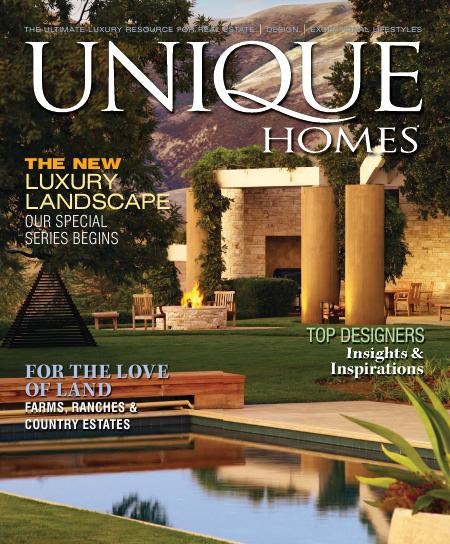 THE ULTIMATE LUXURY RESOURCE FOR REAL ESTATE | DESIGN | EXCEPTIONAL LIFESTYLES
UNIQUE
HOMES
THE NEW
LUXURY
LANDSCAPE
OUR SPECIAL
SERIES BEGINS
TOP DESIGNERS
Insights &
Inspirations
FOR THE LOVE
OF LAND
FARMS, RANCHES &
COUNTRY ESTATES